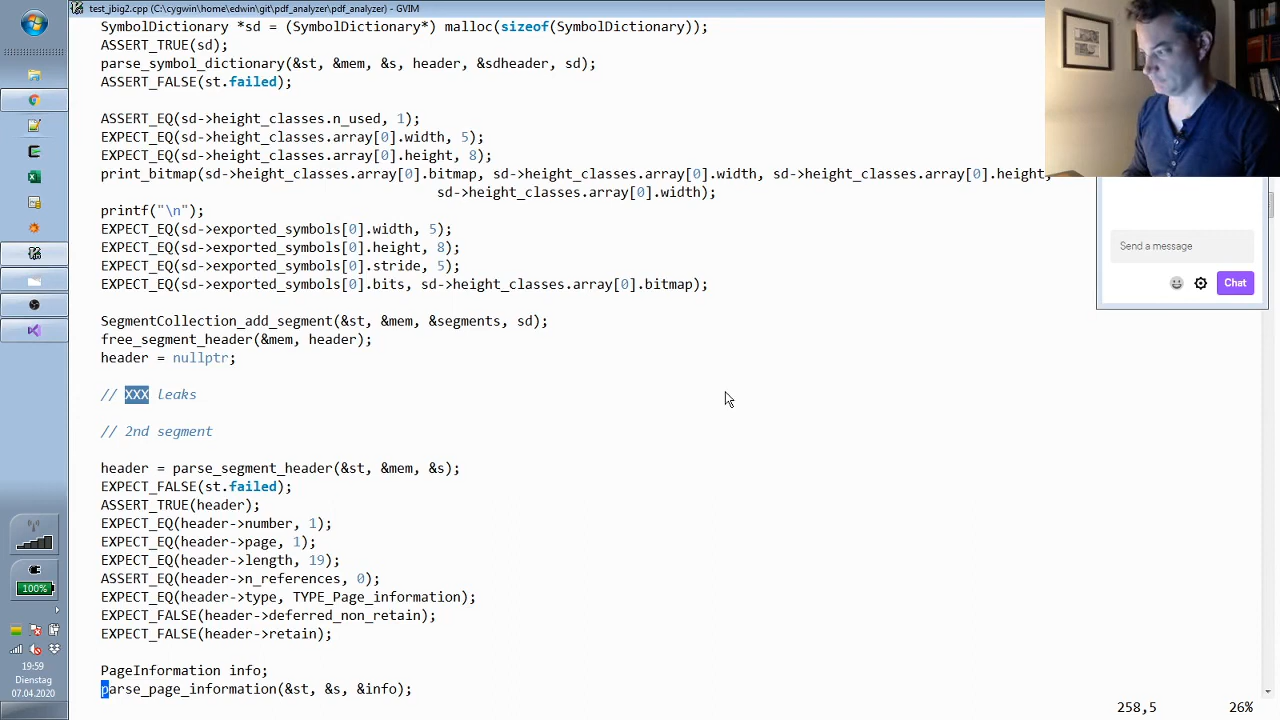 test_jbig2.cpp (C:\cygwin\home\edwin\git\pdf_analyzer\pdf_analyzer) - GVIM
SymbolDictionary *sd = (SymbolDictionary*) malloc(sizeof(SymbolDictionary));
ASSERT_TRUE(sd);
parse_symbol_dictionary(&st, &mem, &s, header, &sdheader, sd);
ASSERT_FALSE(st.failed);
ASSERT_EQ(sd->height_classes.n_used, 1);
EXPECT_EQ(sd->height_classes.array[0].width, 5);
EXPECT_EQ(sd->height_classes.array[0].height, 8);
print_bitmap(sd->height_classes.array[0].bitmap, sd->height_classes.array[0].width, sd->height_classes.array[0].height,
sd->height_classes.array[0].width);
printf("\n");
EXPECT_EQ(sd->exported_symbols[0].width, 5);
EXPECT_EQ(sd->exported_symbols[0].height, 8);
EXPECT_EQ(sd->exported_symbols[0].stride, 5);
EXPECT_EQ(sd->exported_symbols[0].bits, sd->height_classes.array[0].bitmap);
SegmentCollection_add_segment(&st, &mem, &segments, sd);
free_segment_header(&mem, header);
header = nullptr;
// XXX leaks
// 2nd segment
header = parse_segment_header(&st, &mem, &s);
EXPECT_FALSE(st.failed);
ASSERT_TRUE(header);
EXPECT_EQ(header->number, 1);
EXPECT_EQ(header->page, 1);
EXPECT_EQ(header->length, 19);
ASSERT_EQ(header->n_references, 0);
EXPECT_EQ(header->type, TYPE_Page_information);
EXPECT_FALSE(header->deferred_non_retain);
EXPECT_FALSE(header->retain);
PageInformation info;
parse_page_information(&st, &s, &info);
258,5 26%
Send a message
Chat
100%
19:59
Dienstag
07.04.2020